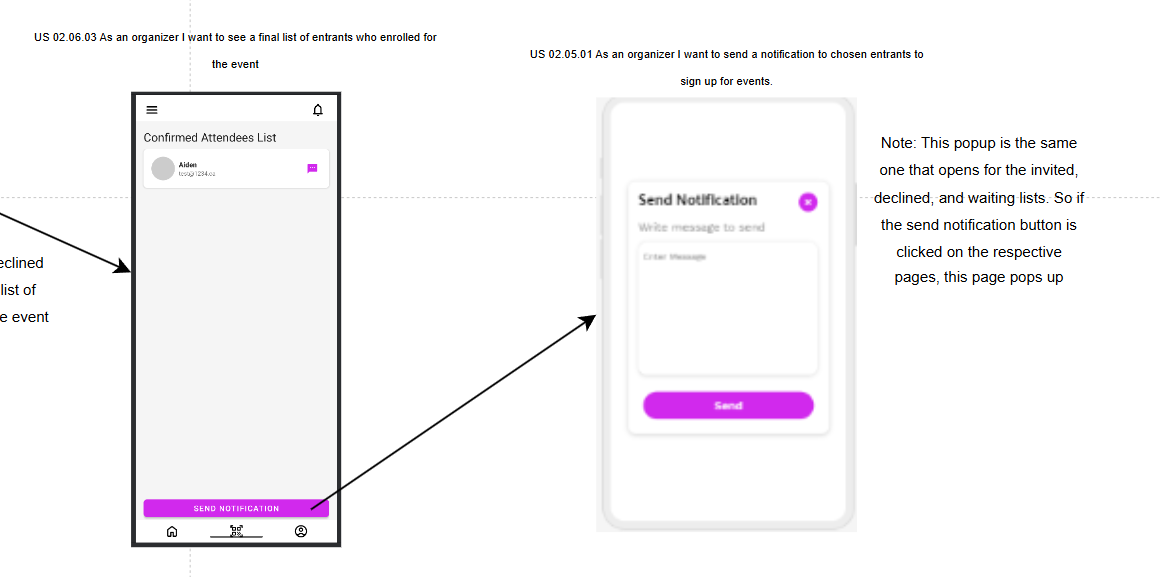 US 02.06.03 As an organizer I want to see a final list of entrants who enrolled for
the event
Confirmed Attendees List
Aiden
test@1234.ca
SEND NOTIFICATION
eclined
list of
e event
US 02.05.01 As an organizer I want to send a notification to chosen entrants to
sign up for events.
Send Notification
Write message to send
Enter Message
Send
Note: This popup is the same
one that opens for the invited,
declined, and waiting lists. So if
the send notification button is
clicked on the respective
pages, this page pops up